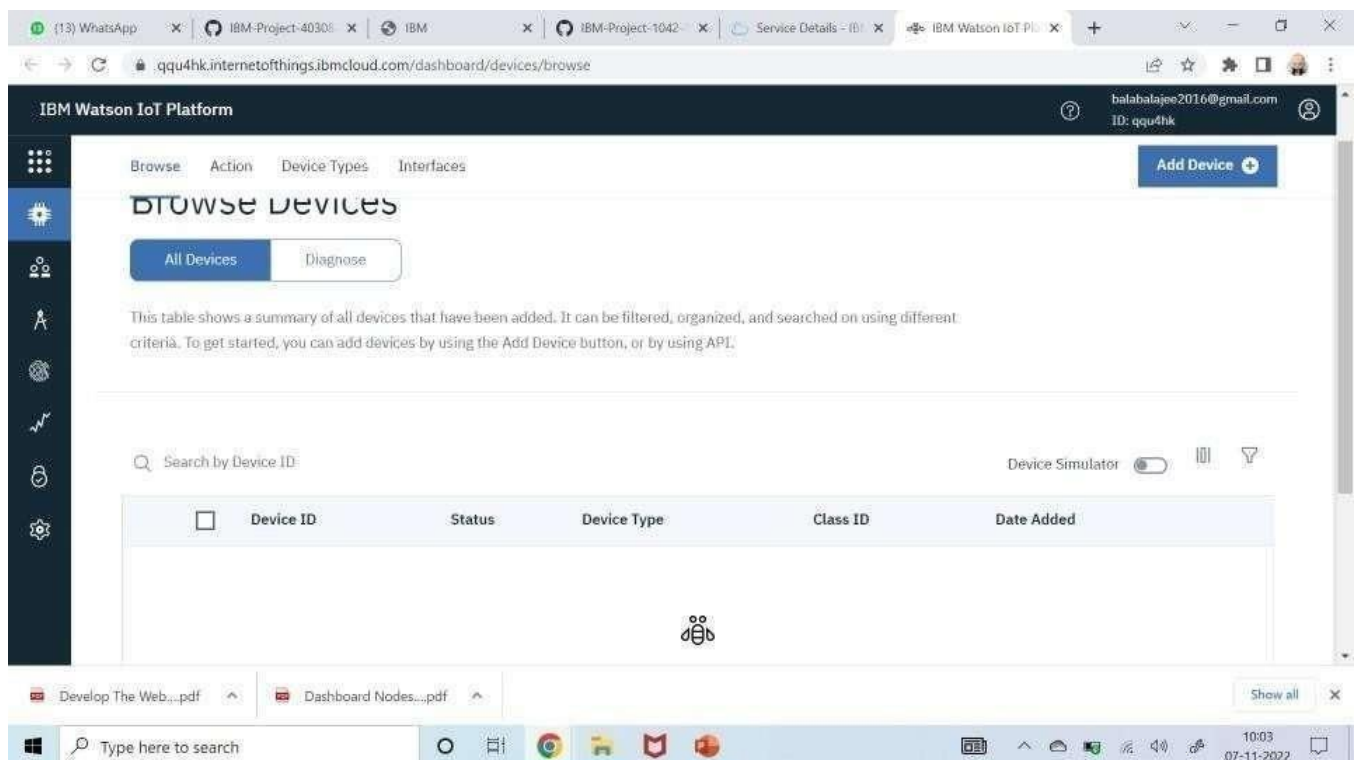 (13) WhatsApp
IBM-Project-40305
IBM
IBM-Project-1042-
Service Details - IB
IBM Watson IoT Pl
qqu4hk.internetofthings.ibmcloud.com/dashboard/devices/browse
IBM Watson IoT Platform
balabalajee2016@gmail.com
ID: qqu4hk
Browse Action Device Types Interfaces
Add Device
Browse Devices
All Devices Diagnose
This table shows a summary of all devices that have been added. It can be filtered, organized, and searched on using different
criteria. To get started, you can add devices by using the Add Device button, or by using API.
Search by Device ID
Device Simulator
Device ID Status Device Type Class ID Date Added
Develop The Web....pdf
Dashboard Nodes....pdf
Show all
Type here to search
10:03
07-11-2022